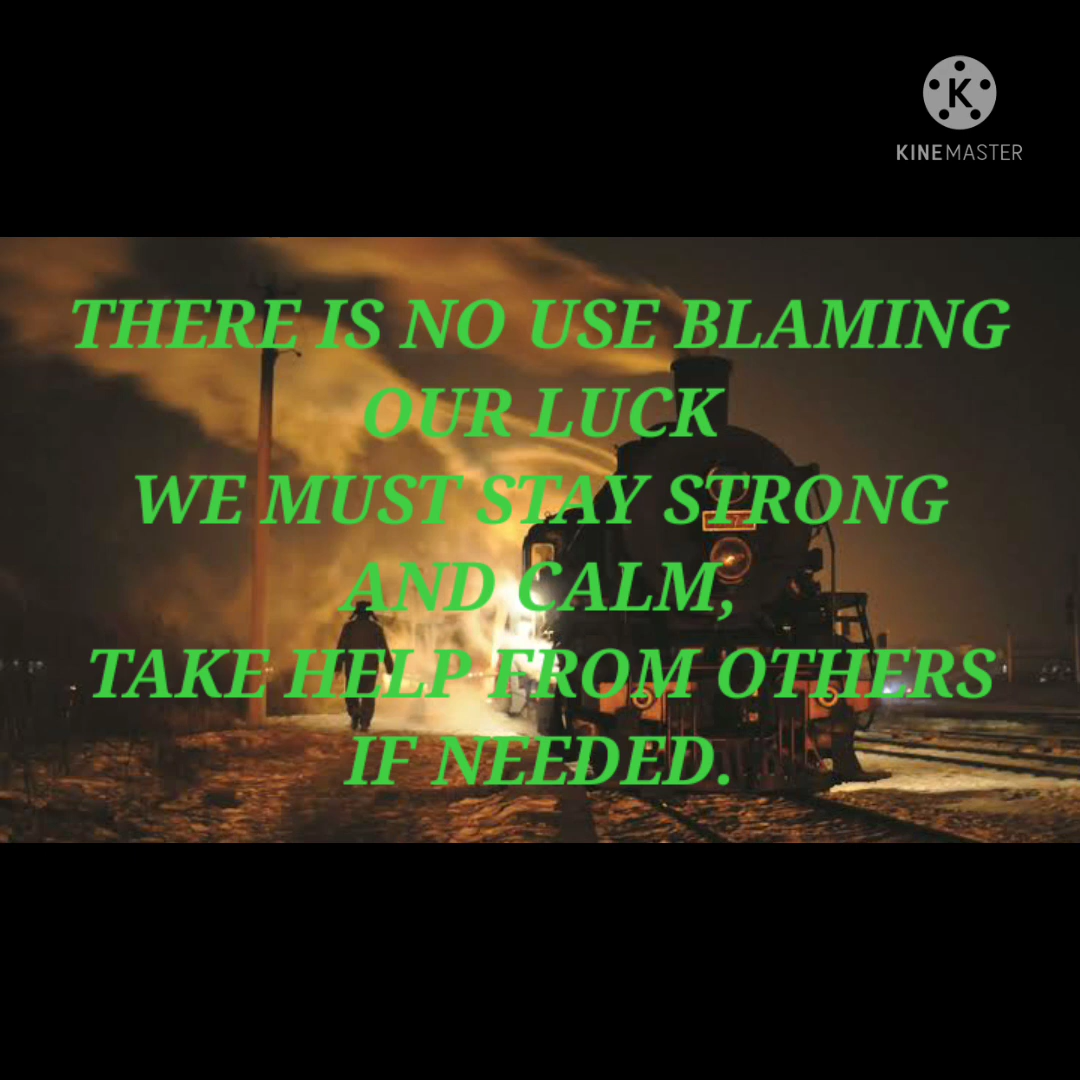 KINEMASTER
THERE IS NO USE BLAMING
OUR LUCK
WE MUST STAY STRONG
AND CALM,
TAKE HELP FROM OTHERS
IF NEEDED.